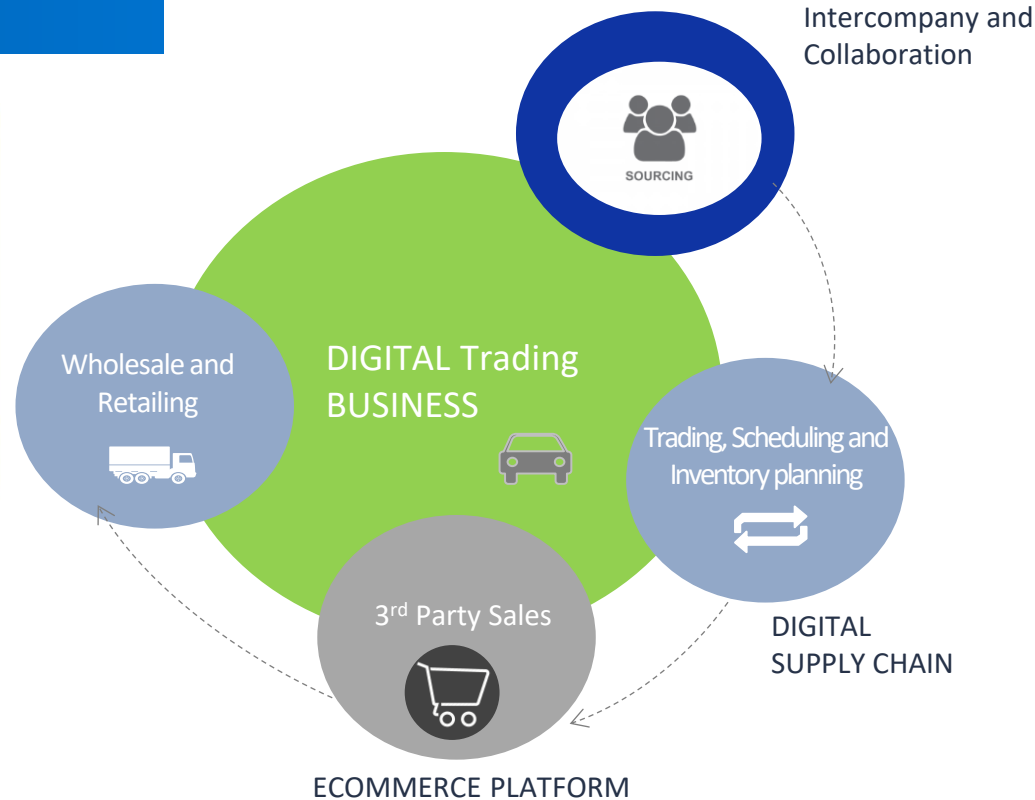 Intercompany and
Collaboration
SOURCING
DIGITAL Trading
BUSINESS
Wholesale and
Retailing
Trading, Scheduling and
Inventory planning
3rd Party Sales
DIGITAL
SUPPLY CHAIN
ECOMMERCE PLATFORM